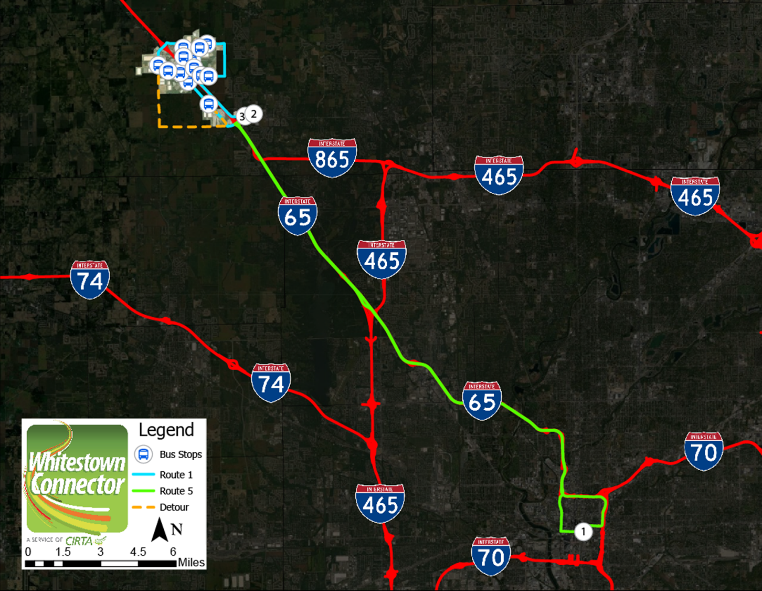 3 2
INTERSTATE
865
INTERSTATE
465
INTERSTATE
465
INTERSTATE
65
INTERSTATE
465
INTERSTATE
74
INTERSTATE
74
INTERSTATE
65
INTERSTATE
70
INTERSTATE
465
INTERSTATE
70
1
Whitestown
Connector
A SERVICE OF CIRTA
Legend
Bus Stops
Route 1
Route 5
Detour
N
0 1.5 3 4.5 6
Miles